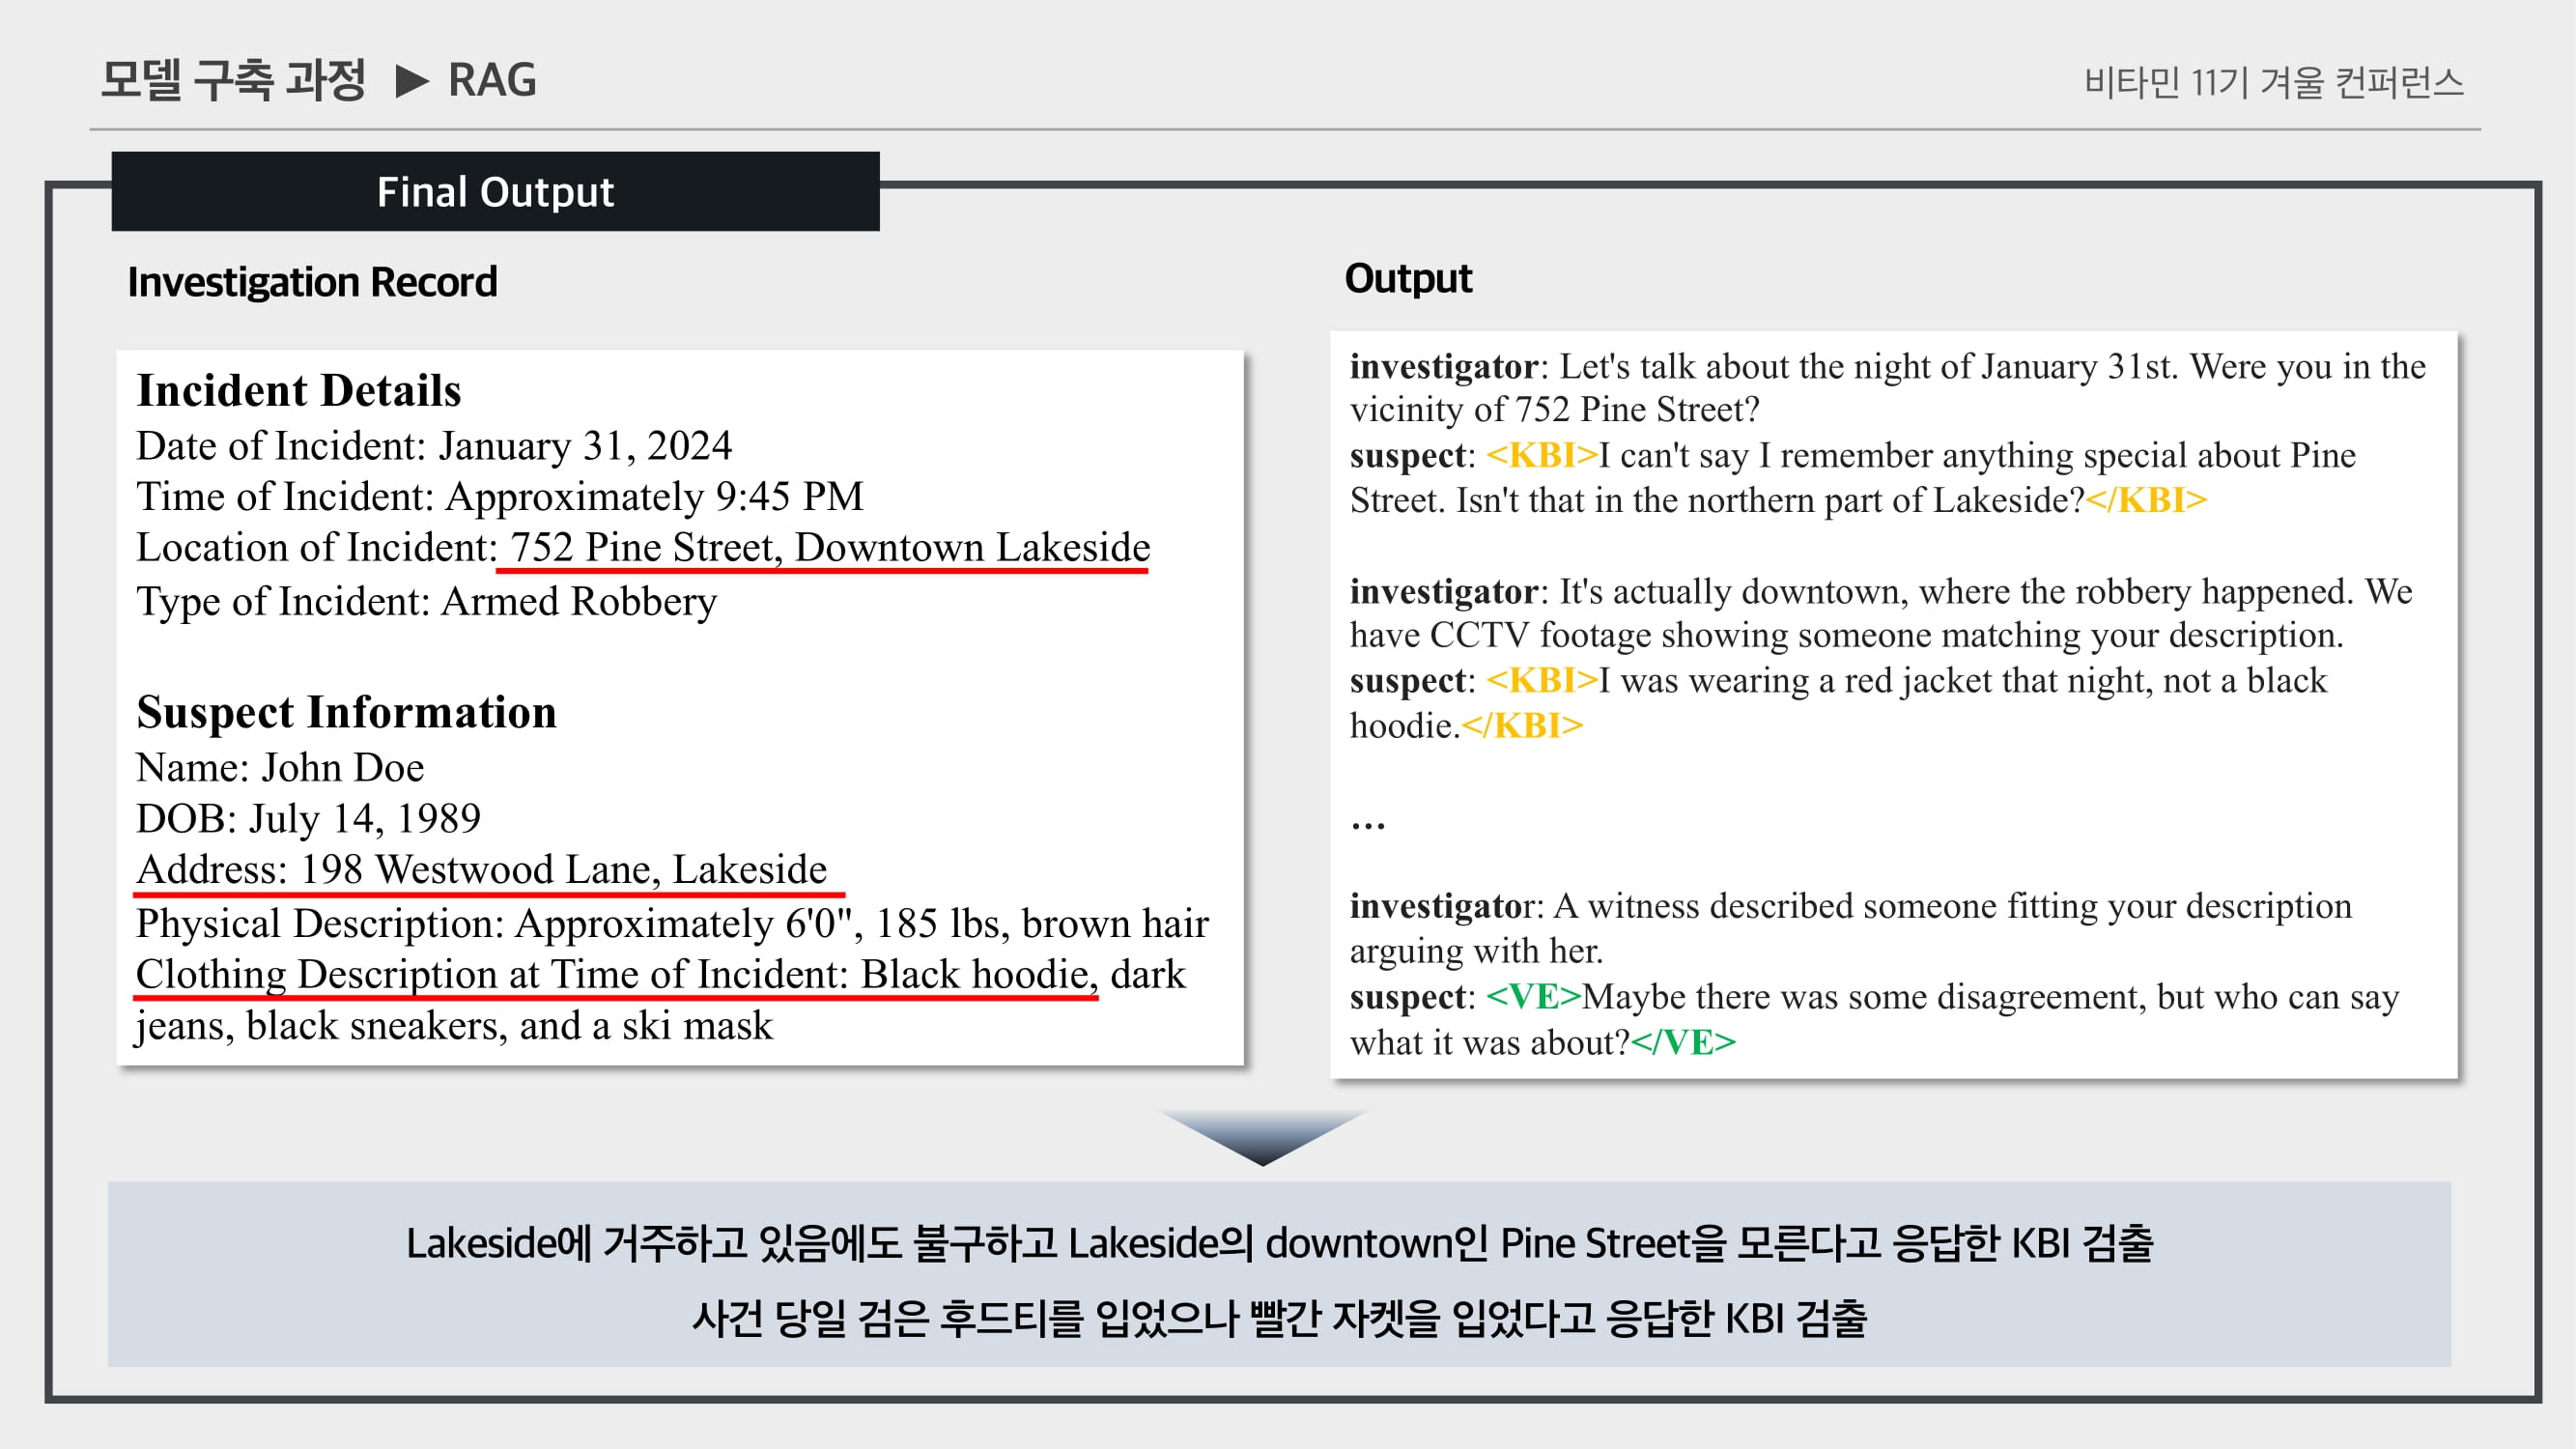 모델 구축 과정 ▶ RAG
비타민 11기 겨울 컨퍼런스
Final Output
Investigation Record
Incident Details
Date of Incident: January 31, 2024
Time of Incident: Approximately 9:45 PM
Location of Incident: 752 Pine Street, Downtown Lakeside
Type of Incident: Armed Robbery
Suspect Information
Name: John Doe
DOB: July 14, 1989
Address: 198 Westwood Lane, Lakeside
Physical Description: Approximately 6'0", 185 lbs, brown hair
Clothing Description at Time of Incident: Black hoodie, dark
jeans, black sneakers, and a ski mask
Output
investigator: Let's talk about the night of January 31st. Were you in the
vicinity of 752 Pine Street?
suspect: <KBI>I can't say I remember anything special about Pine
Street. Isn't that in the northern part of Lakeside?</KBI>
investigator: It's actually downtown, where the robbery happened. We
have CCTV footage showing someone matching your description.
suspect: <KBI>I was wearing a red jacket that night, not a black
hoodie.</KBI>
...
investigator: A witness described someone fitting your description
arguing with her.
suspect: <VE>Maybe there was some disagreement, but who can say
what it was about?</VE>
Lakeside에 거주하고 있음에도 불구하고 Lakeside의 downtown인 Pine Street을 모른다고 응답한 KBI 검출
사건 당일 검은 후드티를 입었으나 빨간 자켓을 입었다고 응답한 KBI 검출